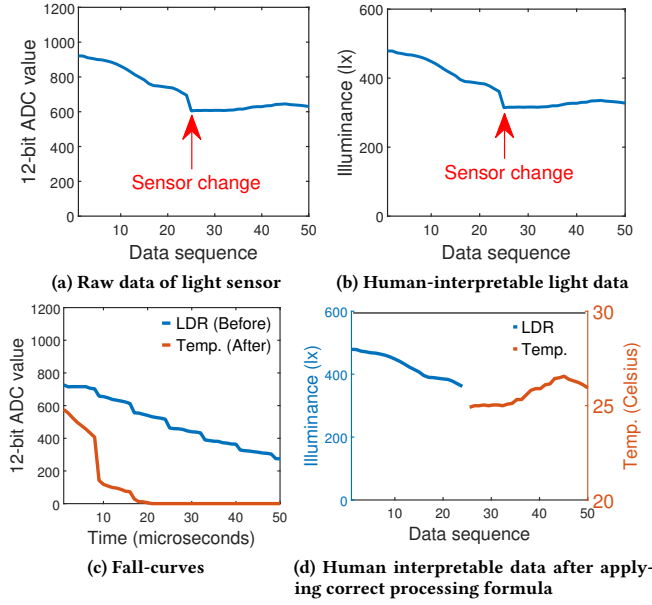 1200
1000
800
600
400
200
0
12-bit ADC value
Sensor change
10 20 30 40 50
Data sequence
(a) Raw data of light sensor
600
400
200
0
Illuminance (lx)
Sensor change
10 20 30 40 50
Data sequence
(b) Human-interpretable light data
1200
1000
800
600
400
200
0
12-bit ADC value
LDR (Before)
Temp. (After)
10 20 30 40 50
Time (microseconds)
(c) Fall-curves
600
400
200
0
Illuminance (lx)
LDR
Temp.
30
25
20
Temp. (Celsius)
10 20 30 40 50
Data sequence
(d) Human interpretable data after apply-
ing correct processing formula